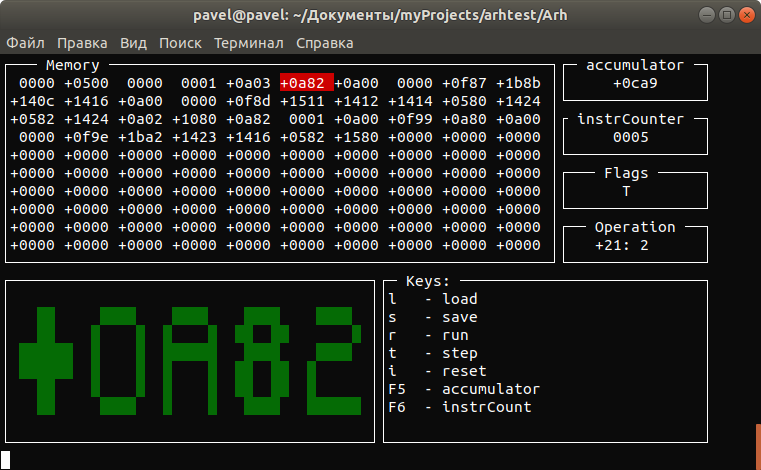 pavel@pavel: ~/Документы/myProjects/arhtest/Arh
Файл Правка Вид Поиск Терминал Справка
Memory
0000 +0500 0000 0001 +0a03 +0a82 +0a00 0000 +0f87 +1b8b
+140c +1416 +0a00 0000 +0f8d +1511 +1412 +1414 +0580 +1424
+0582 +1424 +0a02 +1080 +0a82 0001 +0a00 +0f99 +0a80 +0a00
0000 +0f9e +1ba2 +1423 +1416 +0582 +1580 +0000 +0000 +0000
+0000 +0000 +0000 +0000 +0000 +0000 +0000 +0000 +0000 +0000
+0000 +0000 +0000 +0000 +0000 +0000 +0000 +0000 +0000 +0000
+0000 +0000 +0000 +0000 +0000 +0000 +0000 +0000 +0000 +0000
+0000 +0000 +0000 +0000 +0000 +0000 +0000 +0000 +0000 +0000
+0000 +0000 +0000 +0000 +0000 +0000 +0000 +0000 +0000 +0000
+0000 +0000 +0000 +0000 +0000 +0000 +0000 +0000 +0000 +0000
accumulator
+0ca9
instrCounter
0005
Flags
T
Operation
+21: 2
+0A82
Keys:
l - load
s - save
r - run
t - step
i - reset
F5 - accumulator
F6 - instrCount